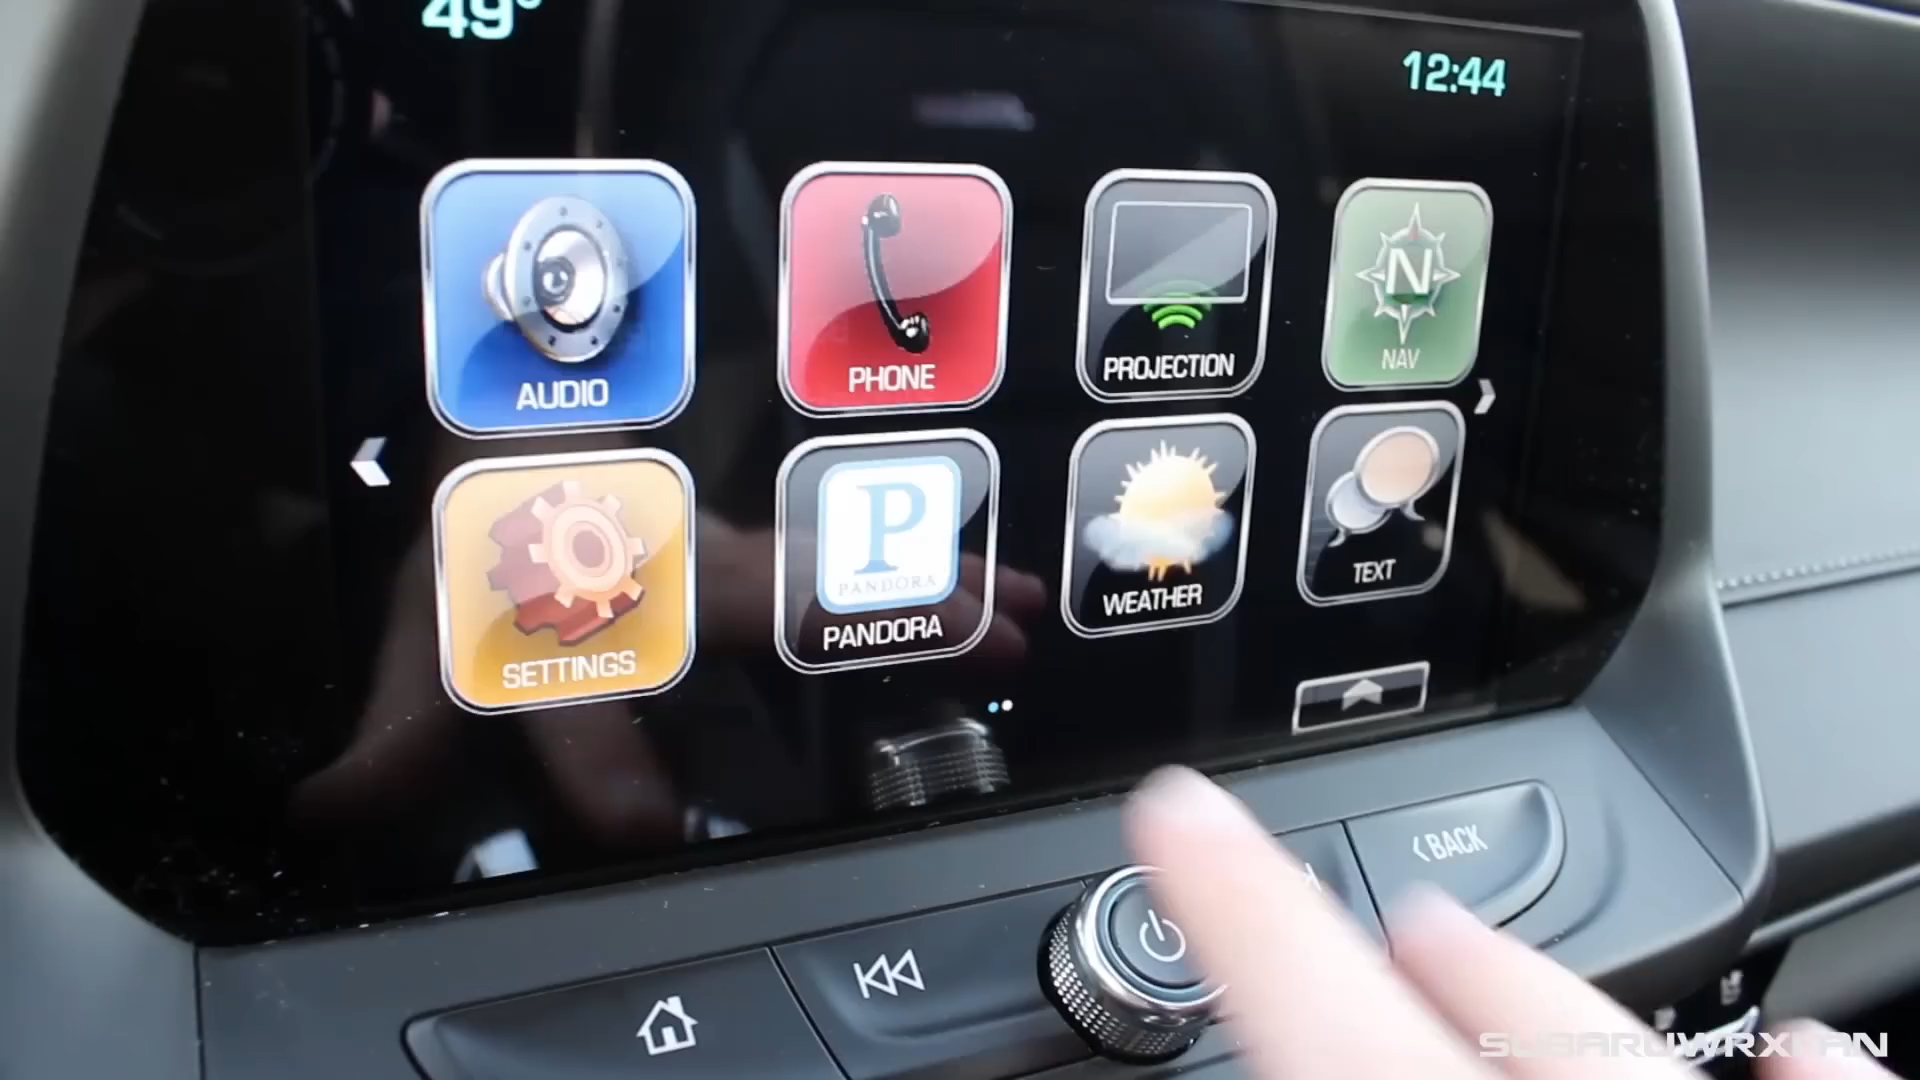 49°
12:44
AUDIO
PHONE
PROJECTION
N
NAV
SETTINGS
P
PANDORA
PANDORA
WEATHER
TEXT
BACK
SUBARUWRXFAN